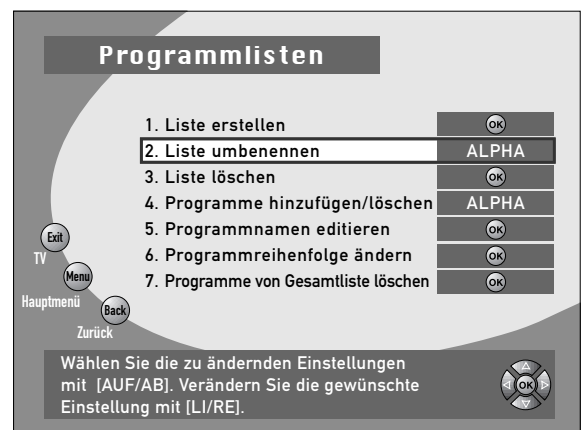 Programmlisten
1. Liste erstellen OK
2. Liste umbenennen ALPHA
3. Liste löschen OK
4. Programme hinzufügen/löschen ALPHA
5. Programmnamen editieren OK
6. Programmreihenfolge ändern OK
7. Programme von Gesamtliste löschen OK
Exit
TV
Menu
Hauptmenü
Back
Zurück
Wählen Sie die zu ändernden Einstellungen
mit [AUF/AB]. Verändern Sie die gewünschte
Einstellung mit [LI/RE].
OK